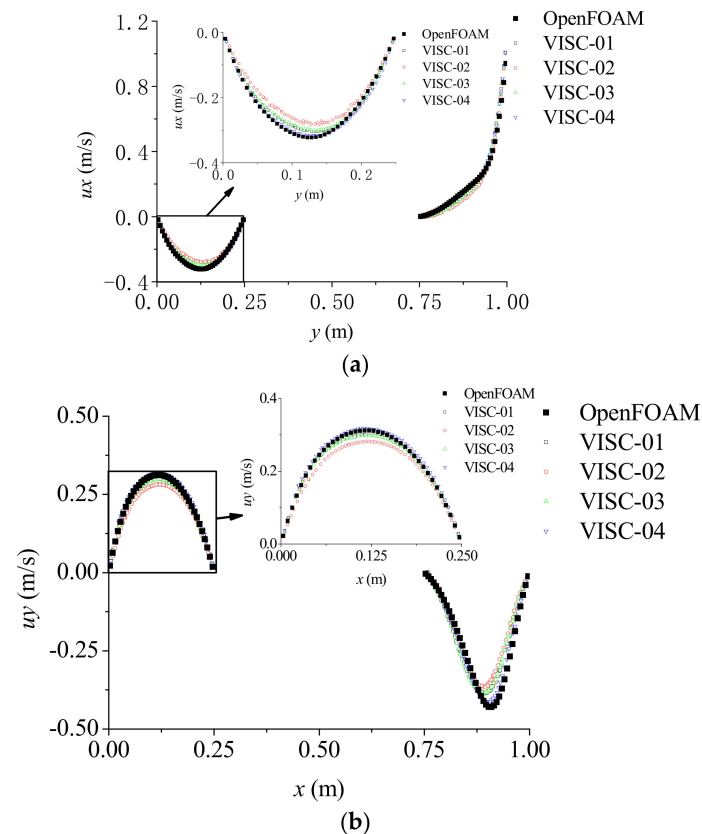 1.2
0.8
0.4
0.0
-0.4
ux (m/s)
0.00 0.25 0.50 0.75 1.00
y (m)
0.0
-0.2
-0.4
ux (m/s)
0.0 0.1 0.2
y (m)
OpenFOAM
VISC-01
VISC-02
VISC-03
VISC-04
OpenFOAM
VISC-01
VISC-02
VISC-03
VISC-04
(a)
0.50
0.25
0.00
-0.25
-0.50
uy (m/s)
0.00 0.25 0.50 0.75 1.00
x (m)
0.4
0.2
0.0
uy (m/s)
0.000 0.125 0.250
x (m)
OpenFOAM
VISC-01
VISC-02
VISC-03
VISC-04
OpenFOAM
VISC-01
VISC-02
VISC-03
VISC-04
(b)